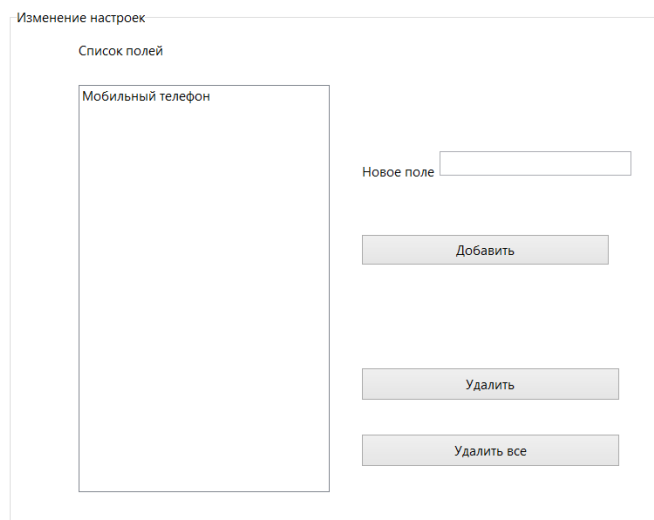 Изменение настроек
Список полей
Мобильный телефон
Новое поле
Добавить
Удалить
Удалить все